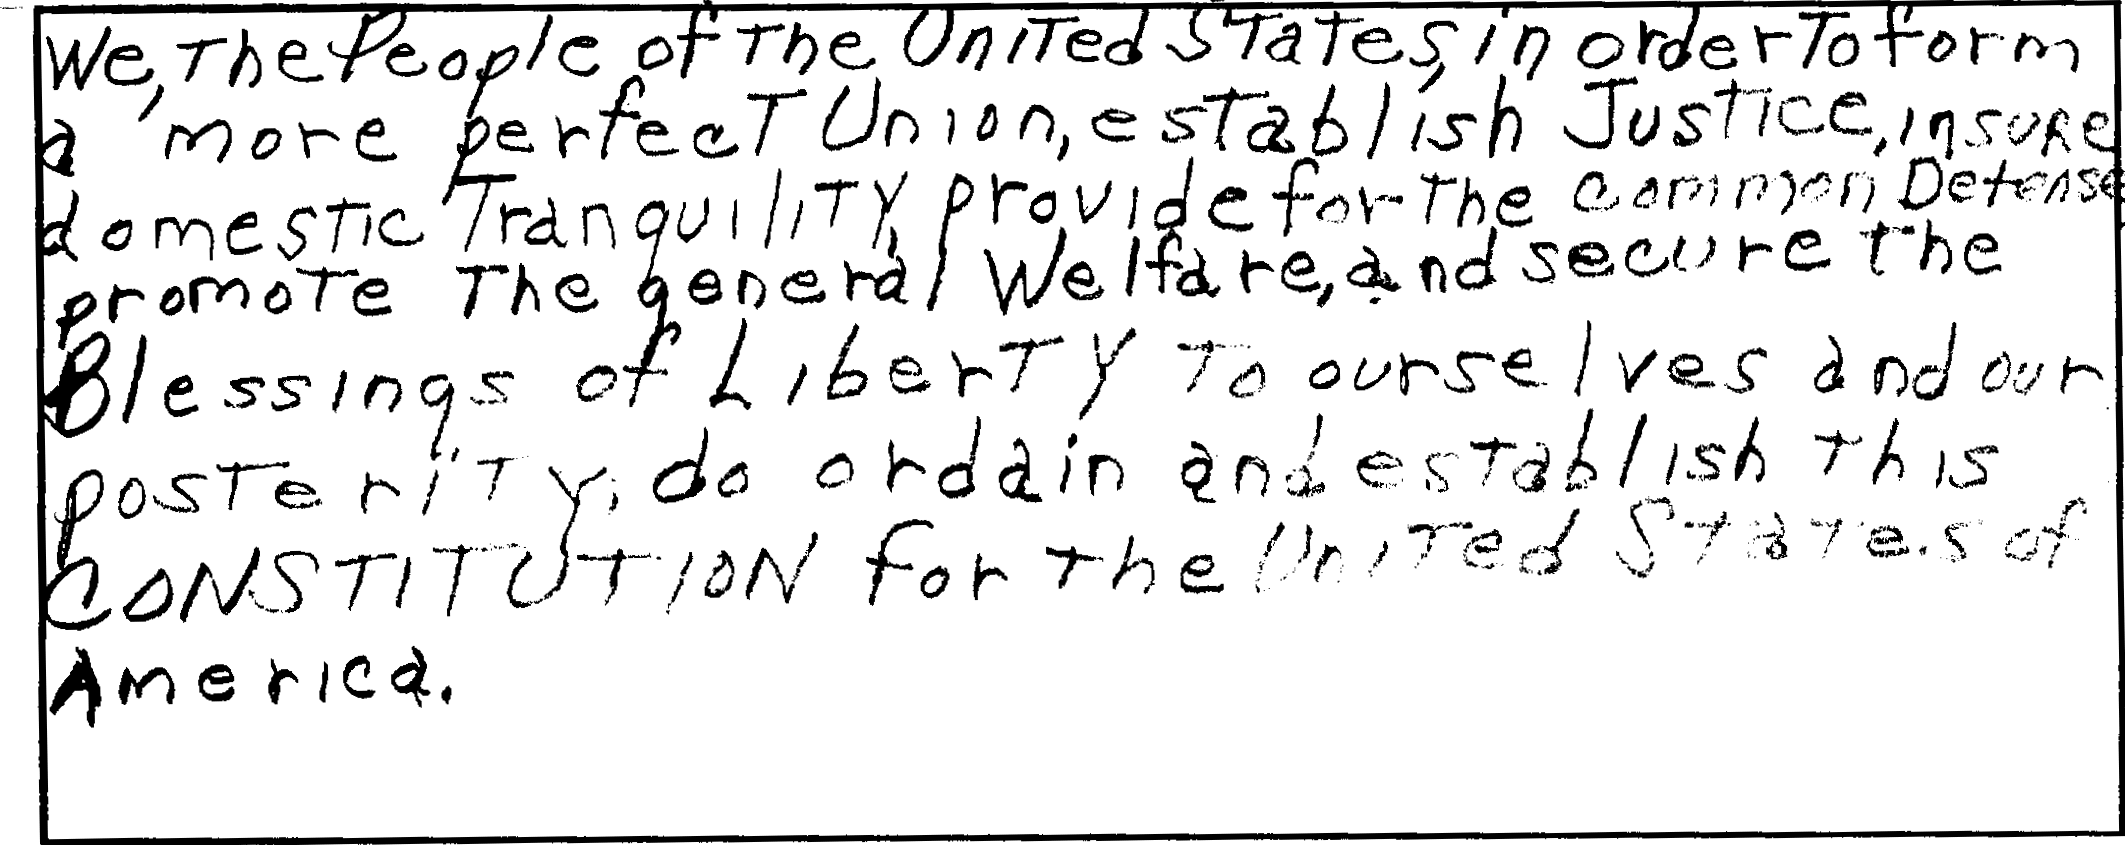 We, the People of the United States, in order to form
a more perfect Union, establish Justice, insure
domestic Tranquility, provide for the common Defense,
promote the general Welfare, and secure the
Blessings of Liberty to ourselves and our
posterity, do ordain and establish this
CONSTITUTION for the United States of
America.